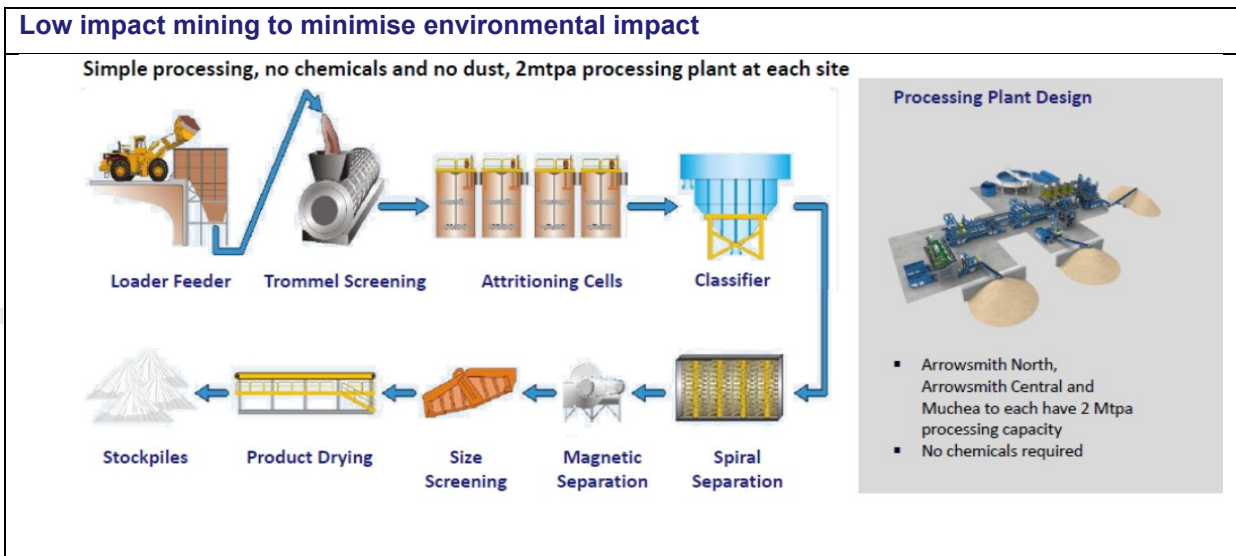 Low impact mining to minimise environmental impact
Simple processing, no chemicals and no dust, 2mtpa processing plant at each site
Loader Feeder
Trommel Screening
Attritioning Cells
Classifier
Stockpiles
Product Drying
Size
Screening
Magnetic
Separation
Spiral
Separation
Processing Plant Design
▪ Arrowsmith North,
Arrowsmith Central and
Muchea to each have 2 Mtpa
processing capacity
▪ No chemicals required